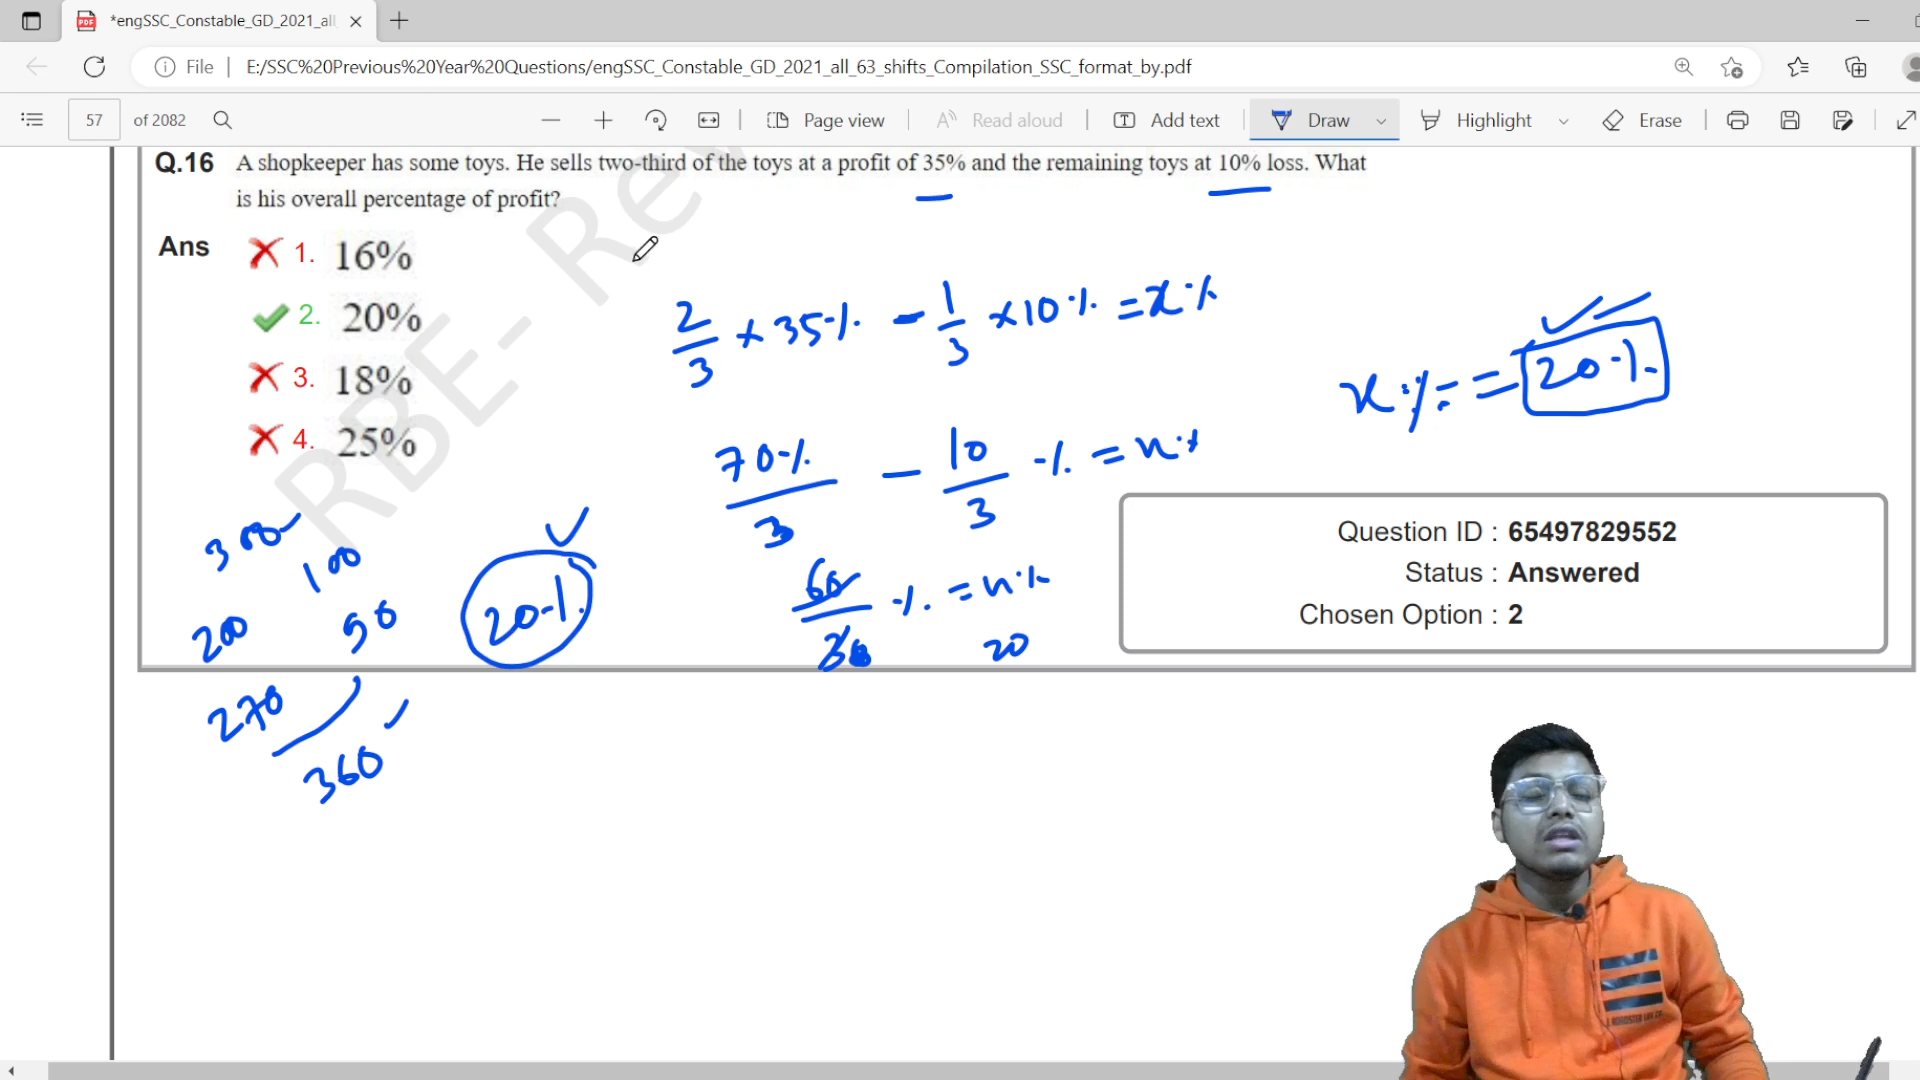 *engSSC_Constable_GD_2021_all
File E:/SSC%20Previous%20Year%20Questions/engSSC_Constable_GD_2021_all_63_shifts_Compilation_SSC_format_by.pdf
57 of 2082 Page view Read aloud Add text Draw Highlight Erase
Q.16 A shopkeeper has some toys. He sells two-third of the toys at a profit of 35% and the remaining toys at 10% loss. What
is his overall percentage of profit?
Ans 1. 16%
2. 20%
3. 18%
4. 25%
RBE- Rev
2/3 × 35% - 1/3 × 10% = x%
x% = = 20%
70%/3 - 10/3 % = x%
60/3 % = x%
20
300
100
200 90
270
360
20%
Question ID : 65497829552
Status : Answered
Chosen Option : 2